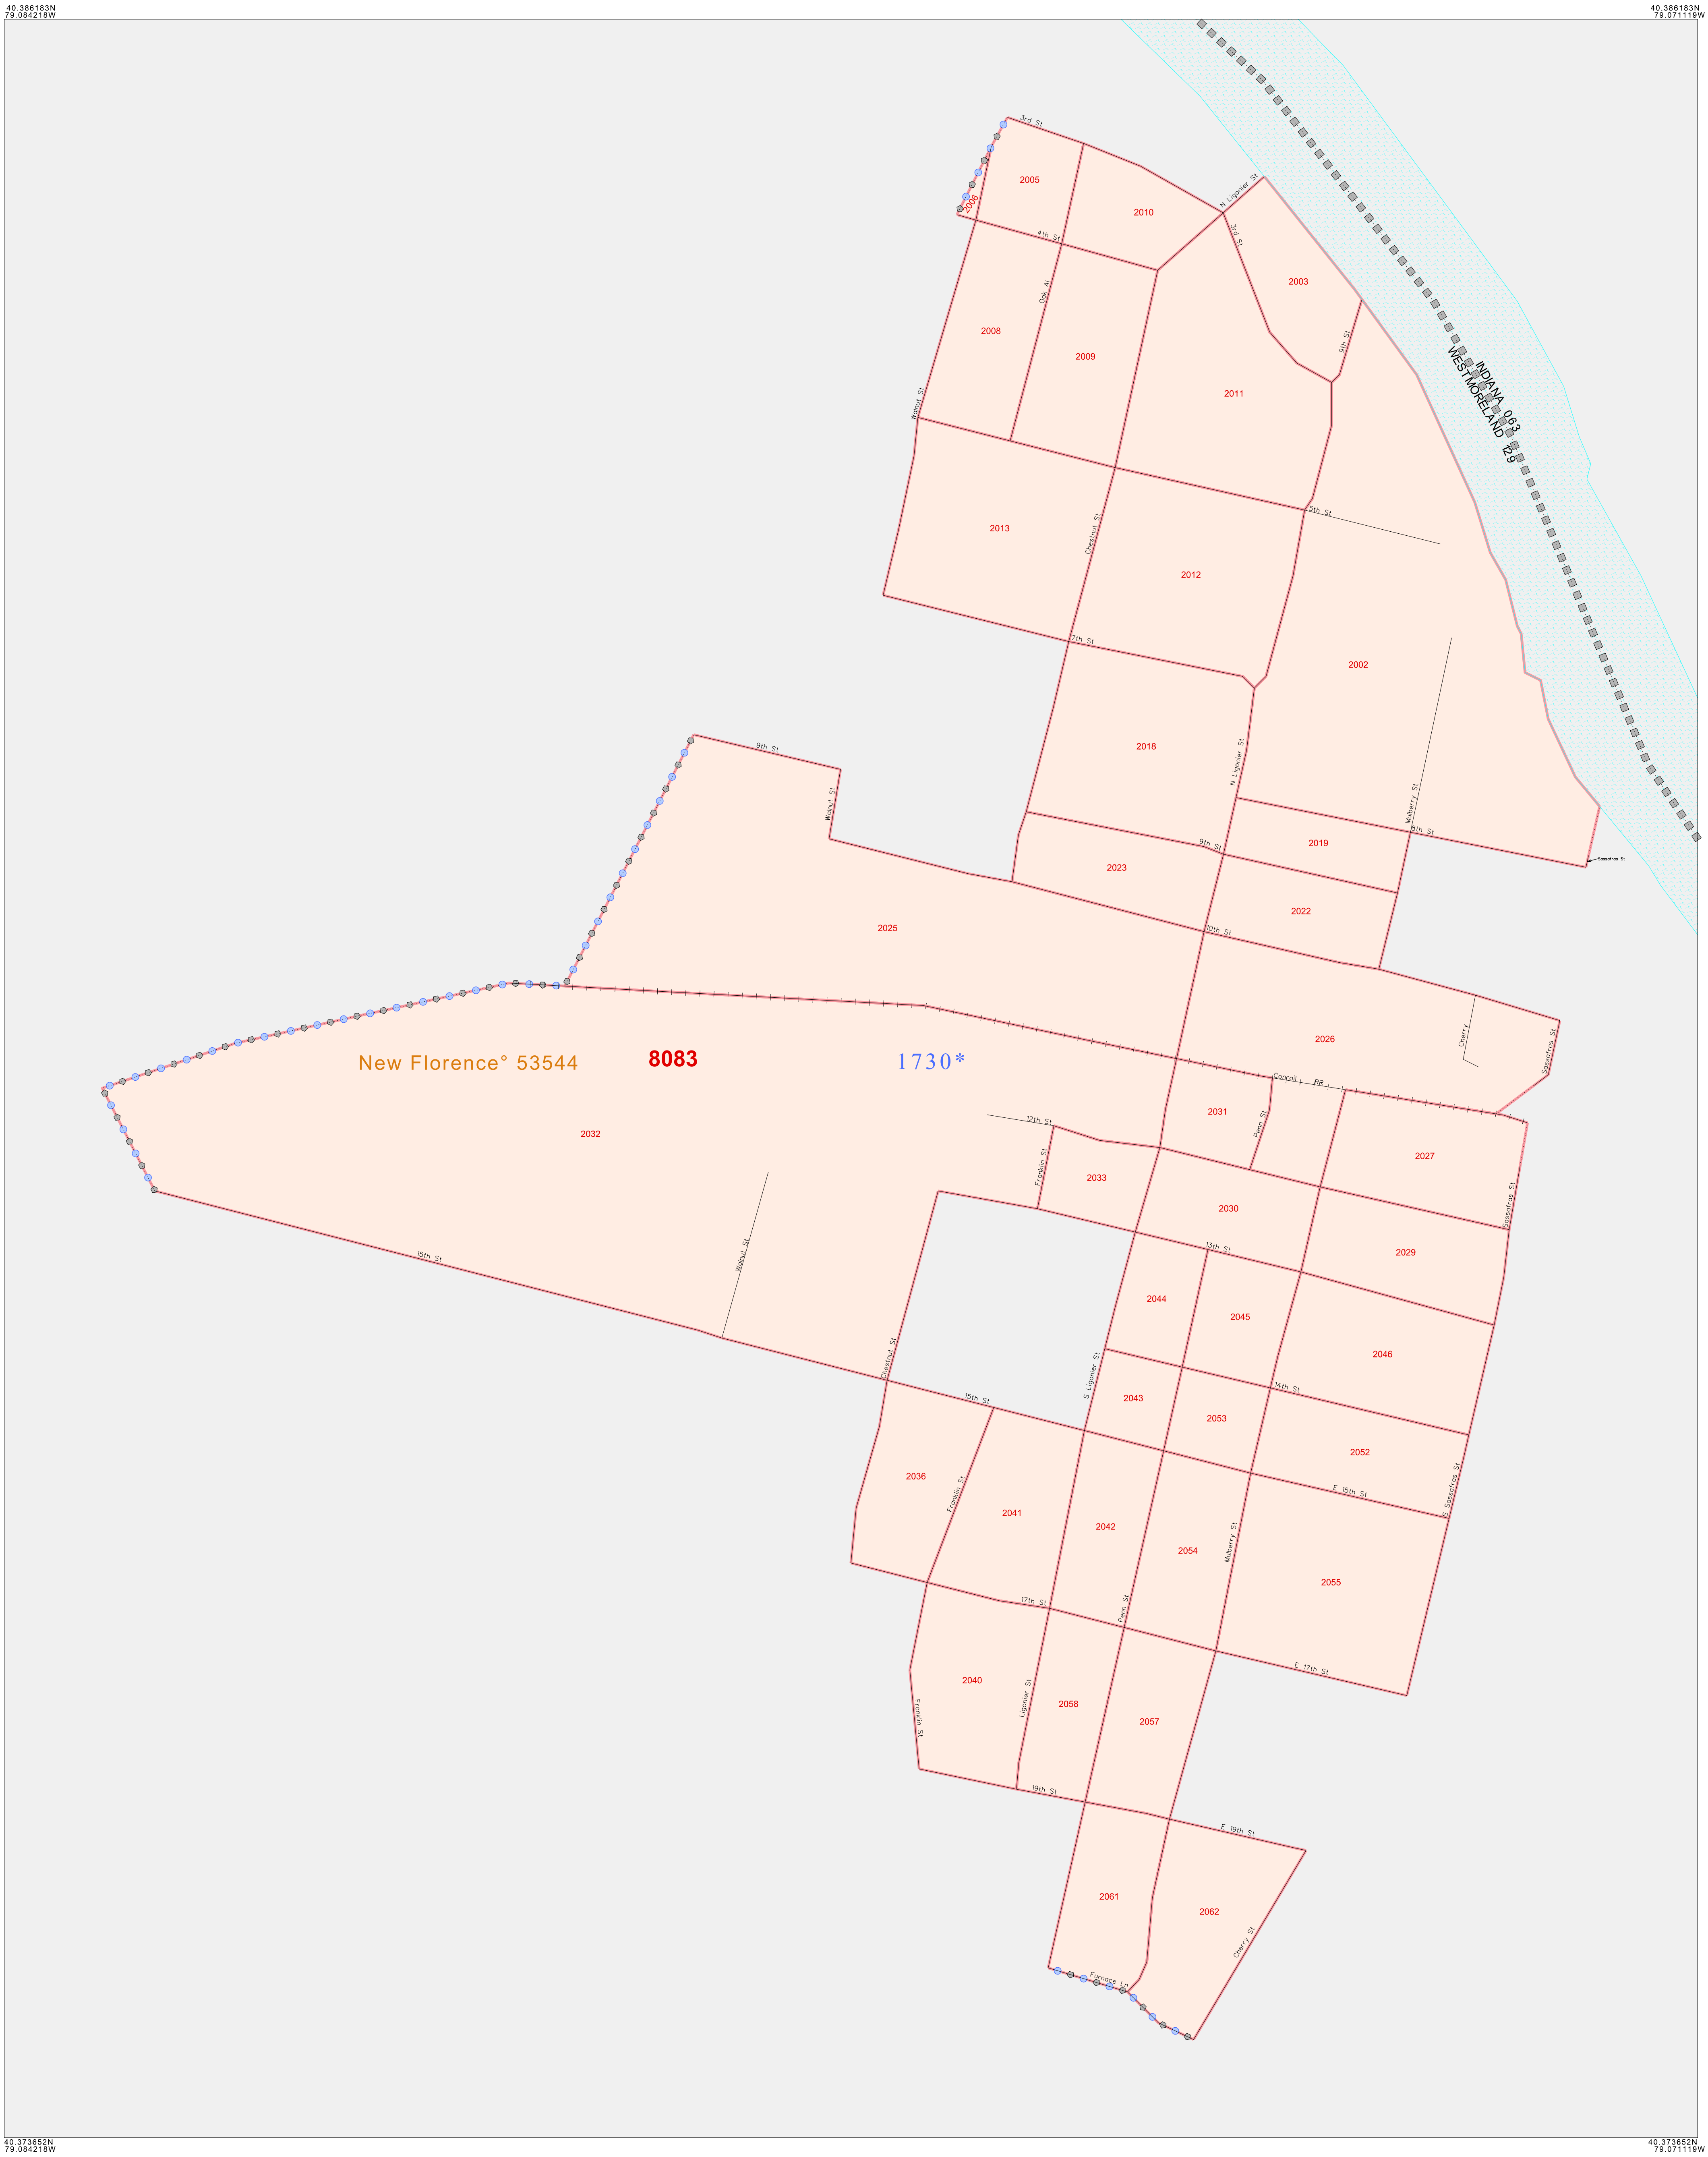 40.386183N
79.084218W
40.386183N
79.071119W
3rd St
2005
2006
2010
N Ligonier St
4th St
3rd St
2003
Oak Al
2008
2009
9th St
2011
INDIANA 063
WESTMORELAND 129
Walnut St
5th St
2013
Chestnut St
2012
7th St
2002
9th St
2018
N Ligonier St
Walnut St
Mulberry St
8th St
2019
9th St
Sassafras St
2023
2022
2025
10th St
2026
Cherry
Sassafras St
New Florence° 53544
8083
1730*
Conrail RR
2031
Penn St
12th St
2032
2027
Franklin St
2033
2030
Sassafras St
13th St
2029
15th St
Walnut St
2044
2045
2046
Chestnut St
S Ligonier St
14th St
15th St
2043
2053
2052
2036
Franklin St
E 15th St
S Sassafras St
2041
2042
2054
Mulberry St
2055
17th St
Penn St
E 17th St
2040
Ligonier St
2058
2057
Franklin St
19th St
E 19th St
2061
2062
Cherry St
Furnace Ln
40.373652N
79.084218W
40.373652N
79.071119W